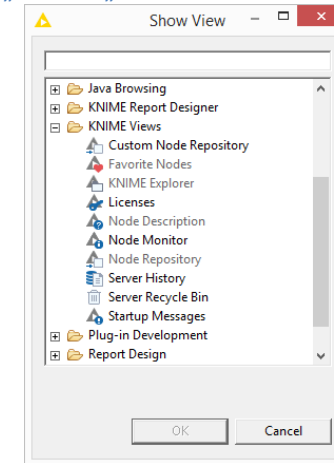 Show View
Java Browsing
KNIME Report Designer
KNIME Views
Custom Node Repository
Favorite Nodes
KNIME Explorer
Licenses
Node Description
Node Monitor
Node Repository
Server History
Server Recycle Bin
Startup Messages
Plug-in Development
Report Design
OK Cancel